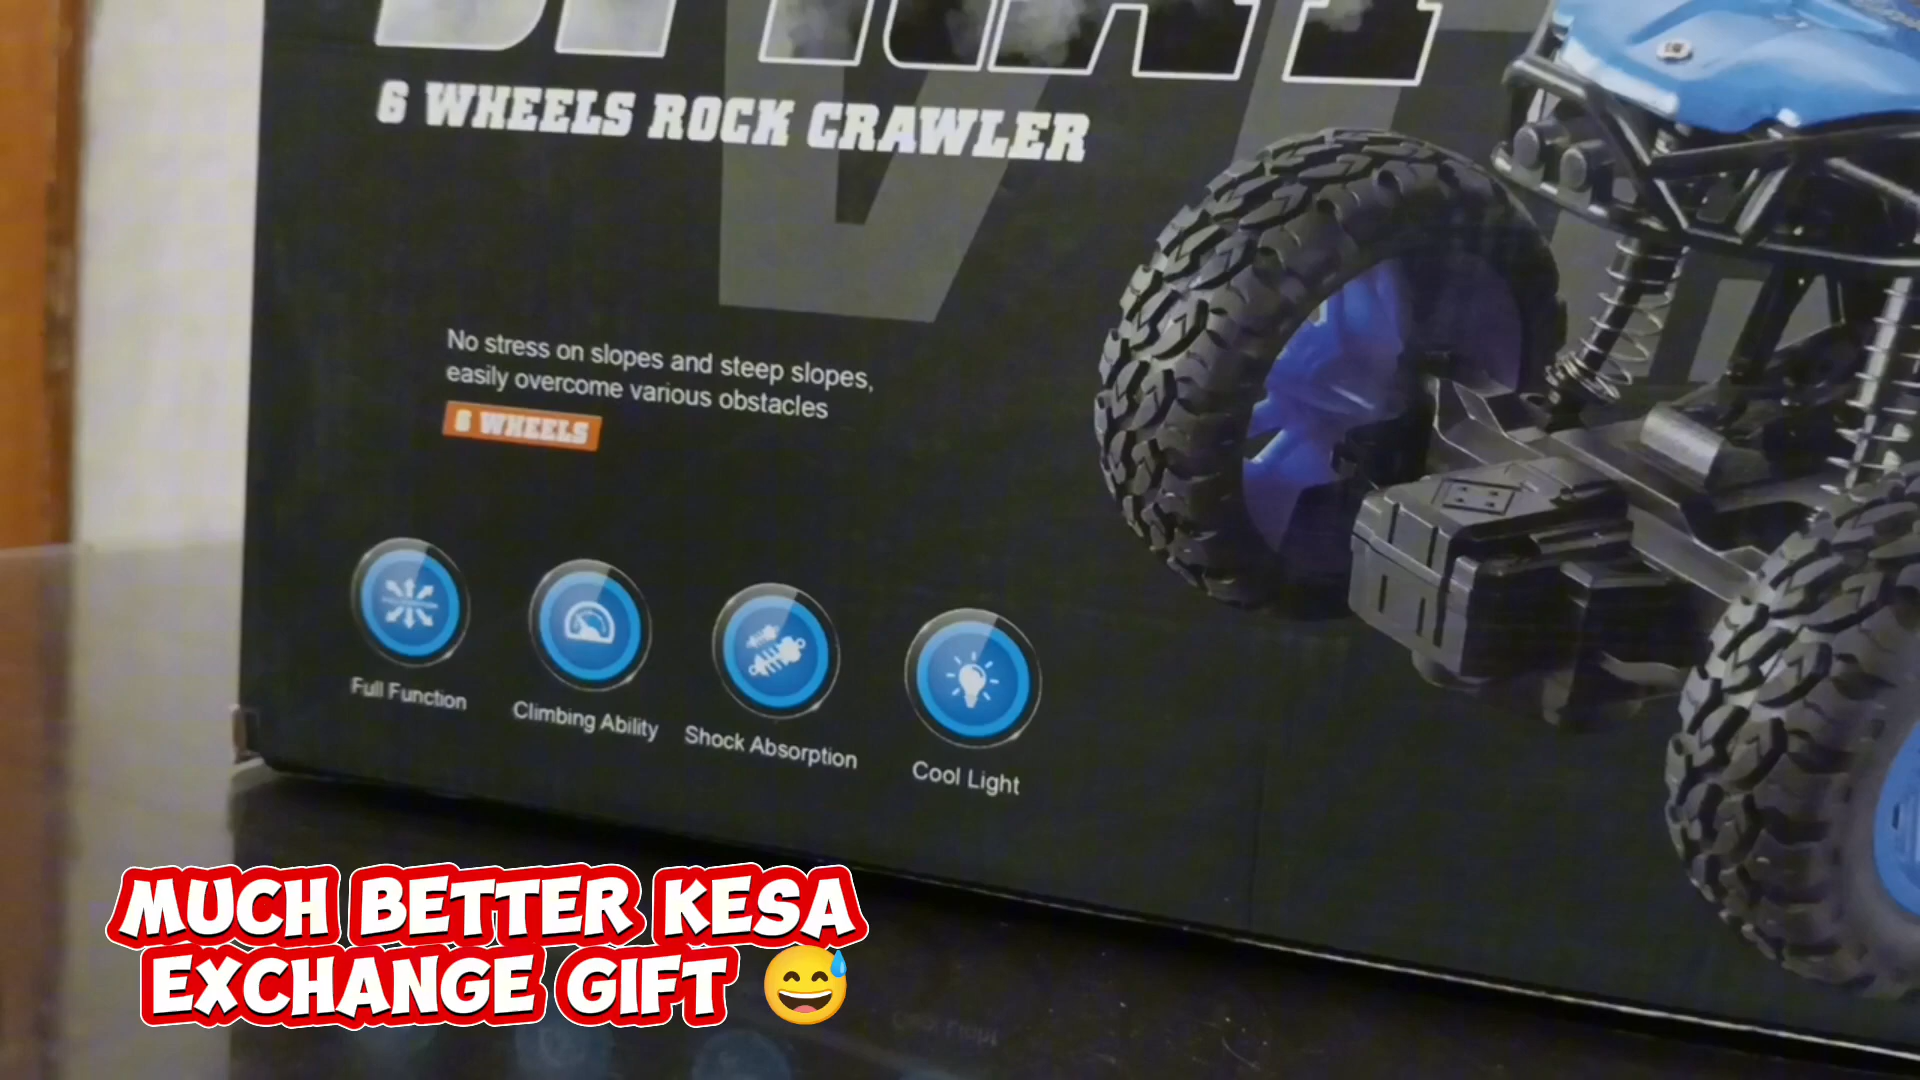 6 WHEELS ROCK CRAWLER
No stress on slopes and steep slopes,
easily overcome various obstacles
6 WHEELS
Full Function
Climbing Ability
Shock Absorption
Cool Light
MUCH BETTER KESA
EXCHANGE GIFT 😅